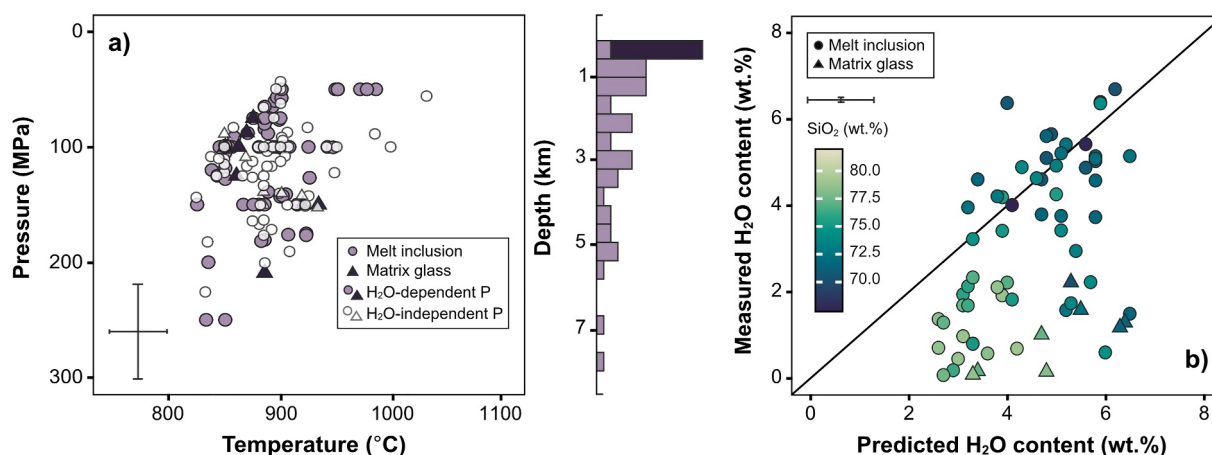 a)
0
100
200
300
Pressure (MPa)
800
900
1000
1100
Temperature (°C)
Melt inclusion
Matrix glass
H₂O-dependent P
H₂O-independent P
Depth (km)
1
3
5
7
8
6
4
2
0
Measured H₂O content (wt.%)
Melt inclusion
Matrix glass
SiO₂ (wt.%)
80.0
77.5
75.0
72.5
70.0
b)
0
2
4
6
8
Predicted H₂O content (wt.%)